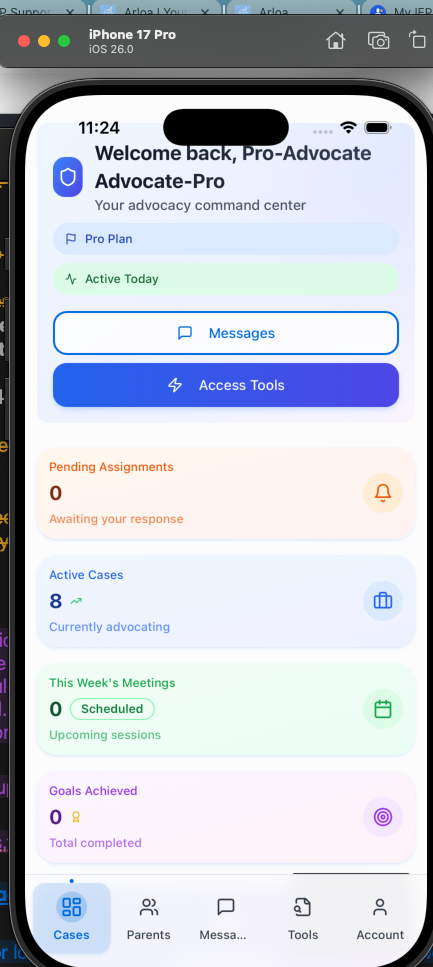 Arloa | You
Arloa
My IEP
iPhone 17 Pro
iOS 26.0
11:24
Welcome back, Pro-Advocate
Advocate-Pro
Your advocacy command center
Pro Plan
Active Today
Messages
Access Tools
Pending Assignments
0
Awaiting your response
Active Cases
8
Currently advocating
This Week's Meetings
0 Scheduled
Upcoming sessions
Goals Achieved
0
Total completed
Cases
Parents
Messa...
Tools
Account